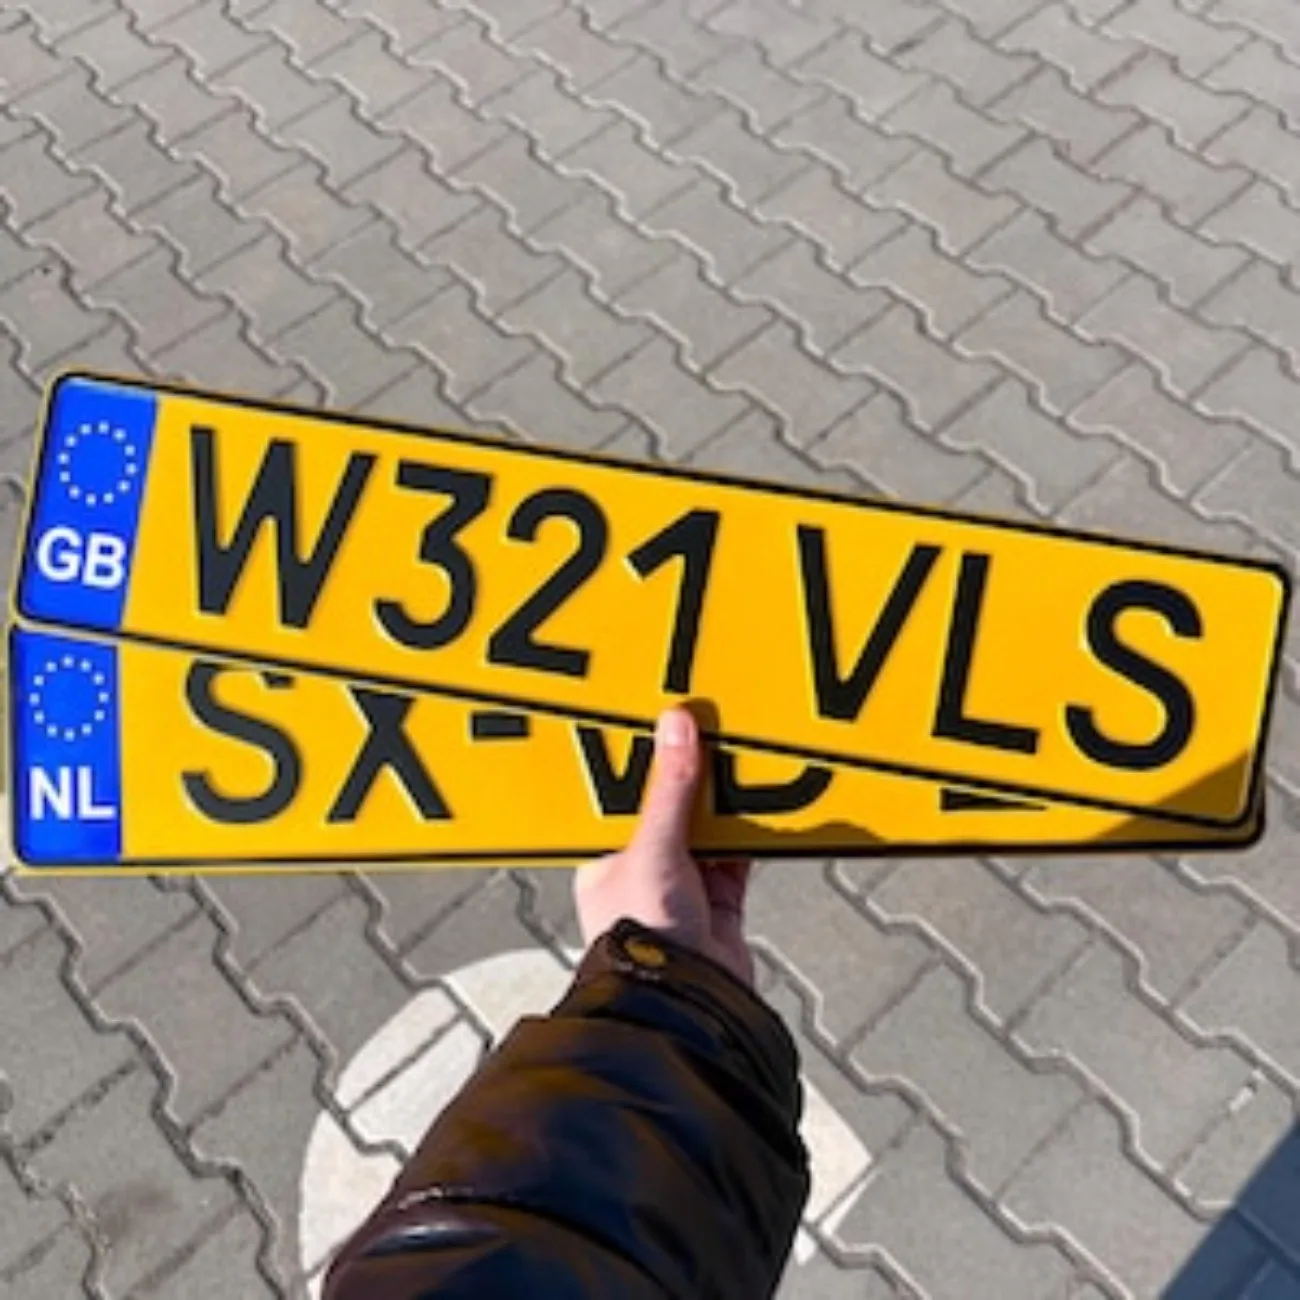 GB W321 VLS
NL SX-